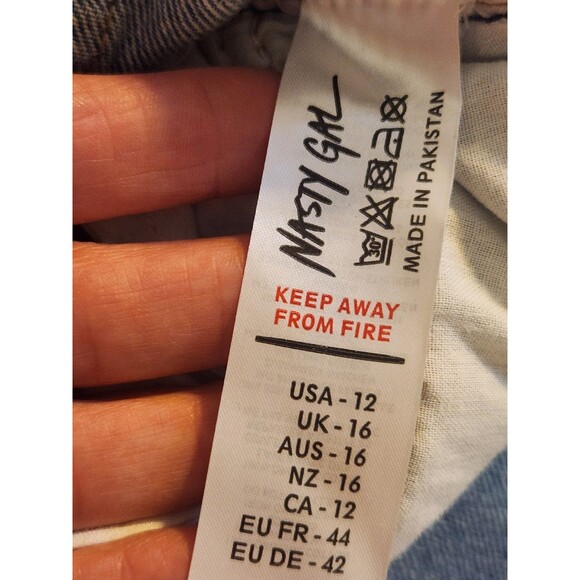 NASTY GAL
30°
MADE IN PAKISTAN
KEEP AWAY
FROM FIRE
USA - 12
UK - 16
AUS - 16
NZ - 16
CA - 12
EU FR - 44
EU DE - 42